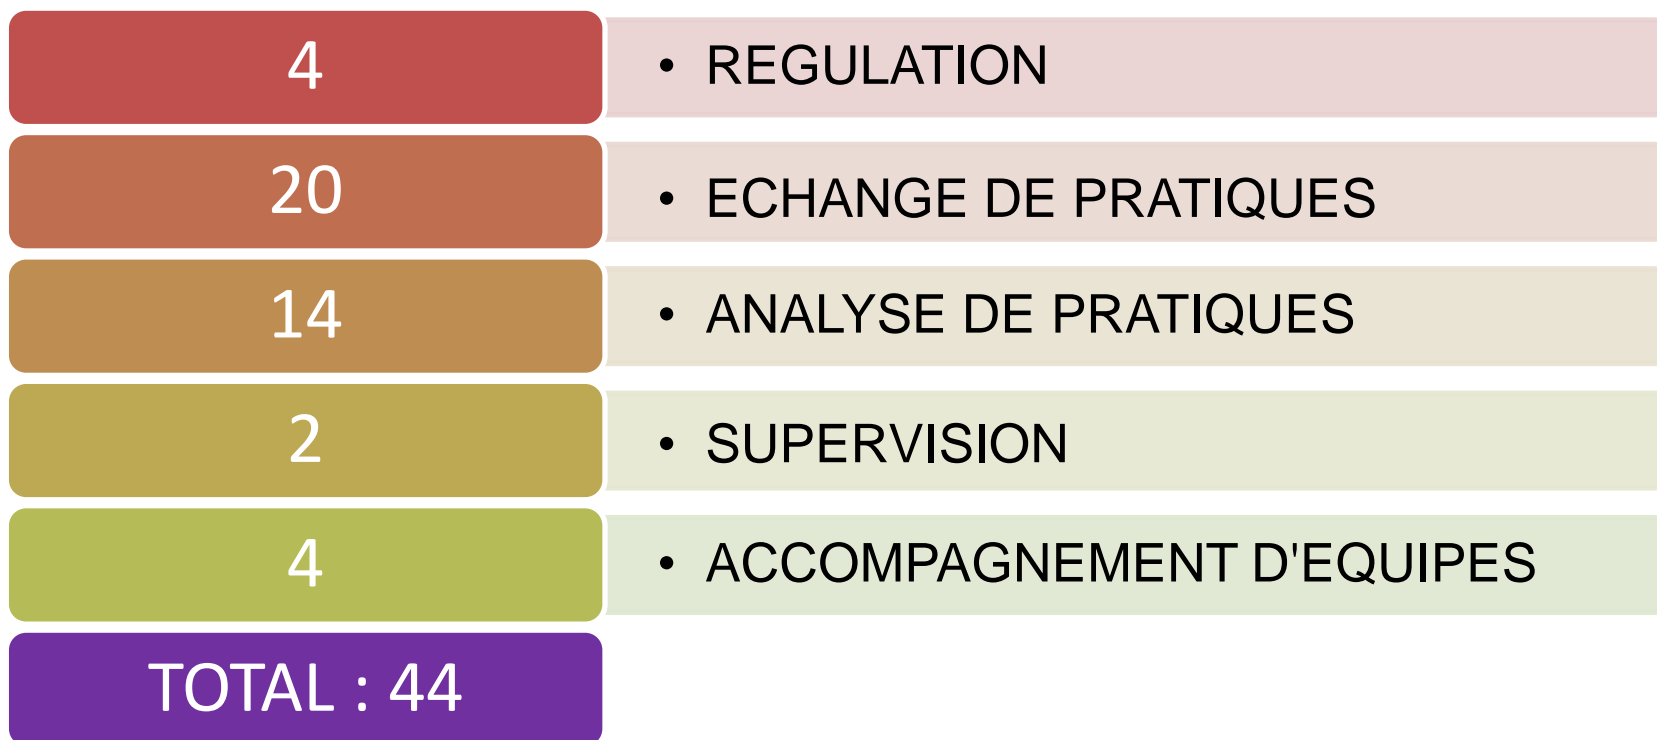 4
• REGULATION
20
• ECHANGE DE PRATIQUES
14
• ANALYSE DE PRATIQUES
2
• SUPERVISION
4
• ACCOMPAGNEMENT D'EQUIPES
TOTAL : 44